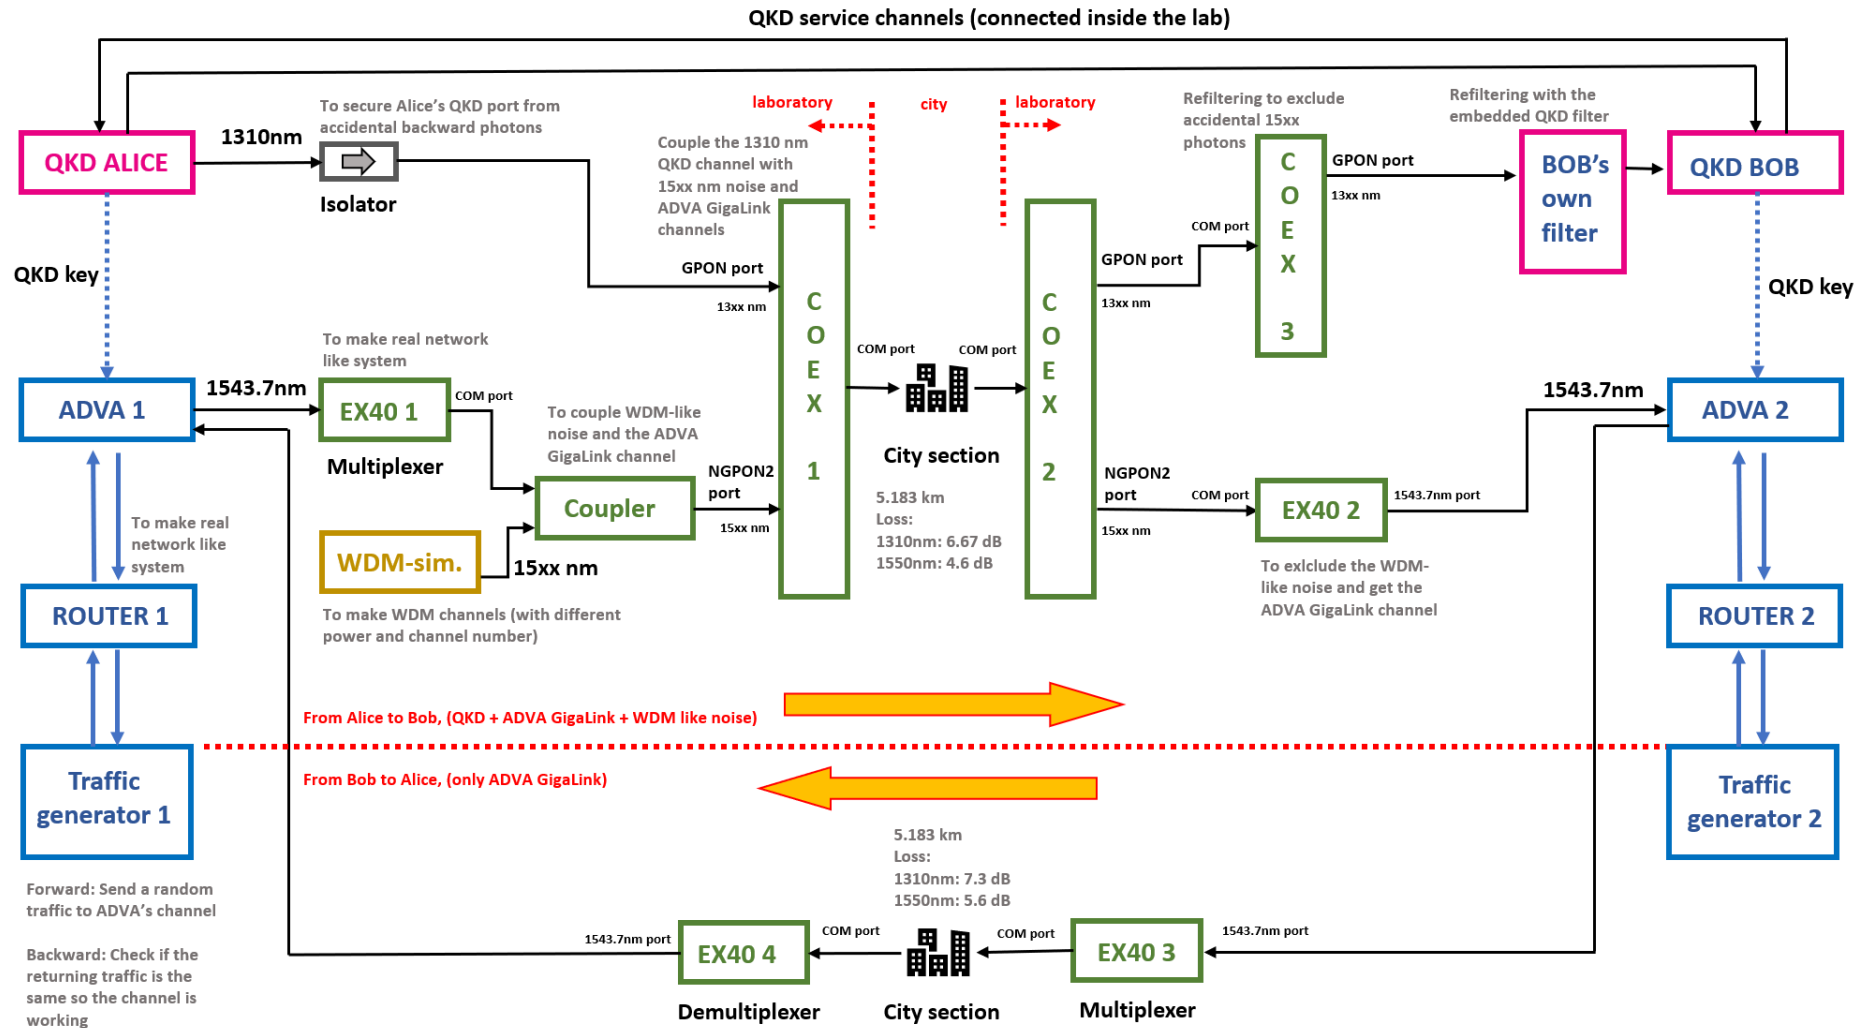 QKD service channels (connected inside the lab)
laboratory
city
laboratory
To secure Alice's QKD port from
accidental backward photons
1310nm
QKD ALICE
Isolator
Couple the 1310 nm
QKD channel with
15xx nm noise and
ADVA GigaLink
channels
Refiltering to exclude
accidental 15xx
photons
Refiltering with the
embedded QKD filter
COEX 3
GPON port
13xx nm
BOB's
own
filter
QKD BOB
COM port
QKD key
GPON port
13xx nm
COEX 1
COEX 2
GPON port
13xx nm
QKD key
To make real network
like system
1543.7nm
ADVA 1
EX40 1
COM port
Multiplexer
To couple WDM-like
noise and the ADVA
GigaLink channel
Coupler
NGPON2
port
15xx nm
COM port
COM port
City section
5.183 km
Loss:
1310nm: 6.67 dB
1550nm: 4.6 dB
NGPON2
port
15xx nm
COM port
EX40 2
1543.7nm port
1543.7nm
ADVA 2
To exlclude the WDM-
like noise and get the
ADVA GigaLink channel
To make real
network like
system
WDM-sim.
15xx nm
To make WDM channels (with different
power and channel number)
ROUTER 1
ROUTER 2
From Alice to Bob, (QKD + ADVA GigaLink + WDM like noise)
From Bob to Alice, (only ADVA GigaLink)
Traffic
generator 1
Traffic
generator 2
Forward: Send a random
traffic to ADVA's channel
Backward: Check if the
returning traffic is the
same so the channel is
working
5.183 km
Loss:
1310nm: 7.3 dB
1550nm: 5.6 dB
1543.7nm port
EX40 4
COM port
COM port
EX40 3
1543.7nm port
Demultiplexer
City section
Multiplexer